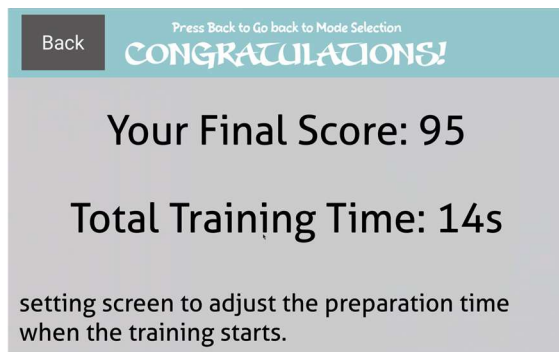 Back
Press Back to Go back to Mode Selection
CONGRATULATIONS!
Your Final Score: 95
Total Training Time: 14s
setting screen to adjust the preparation time
when the training starts.